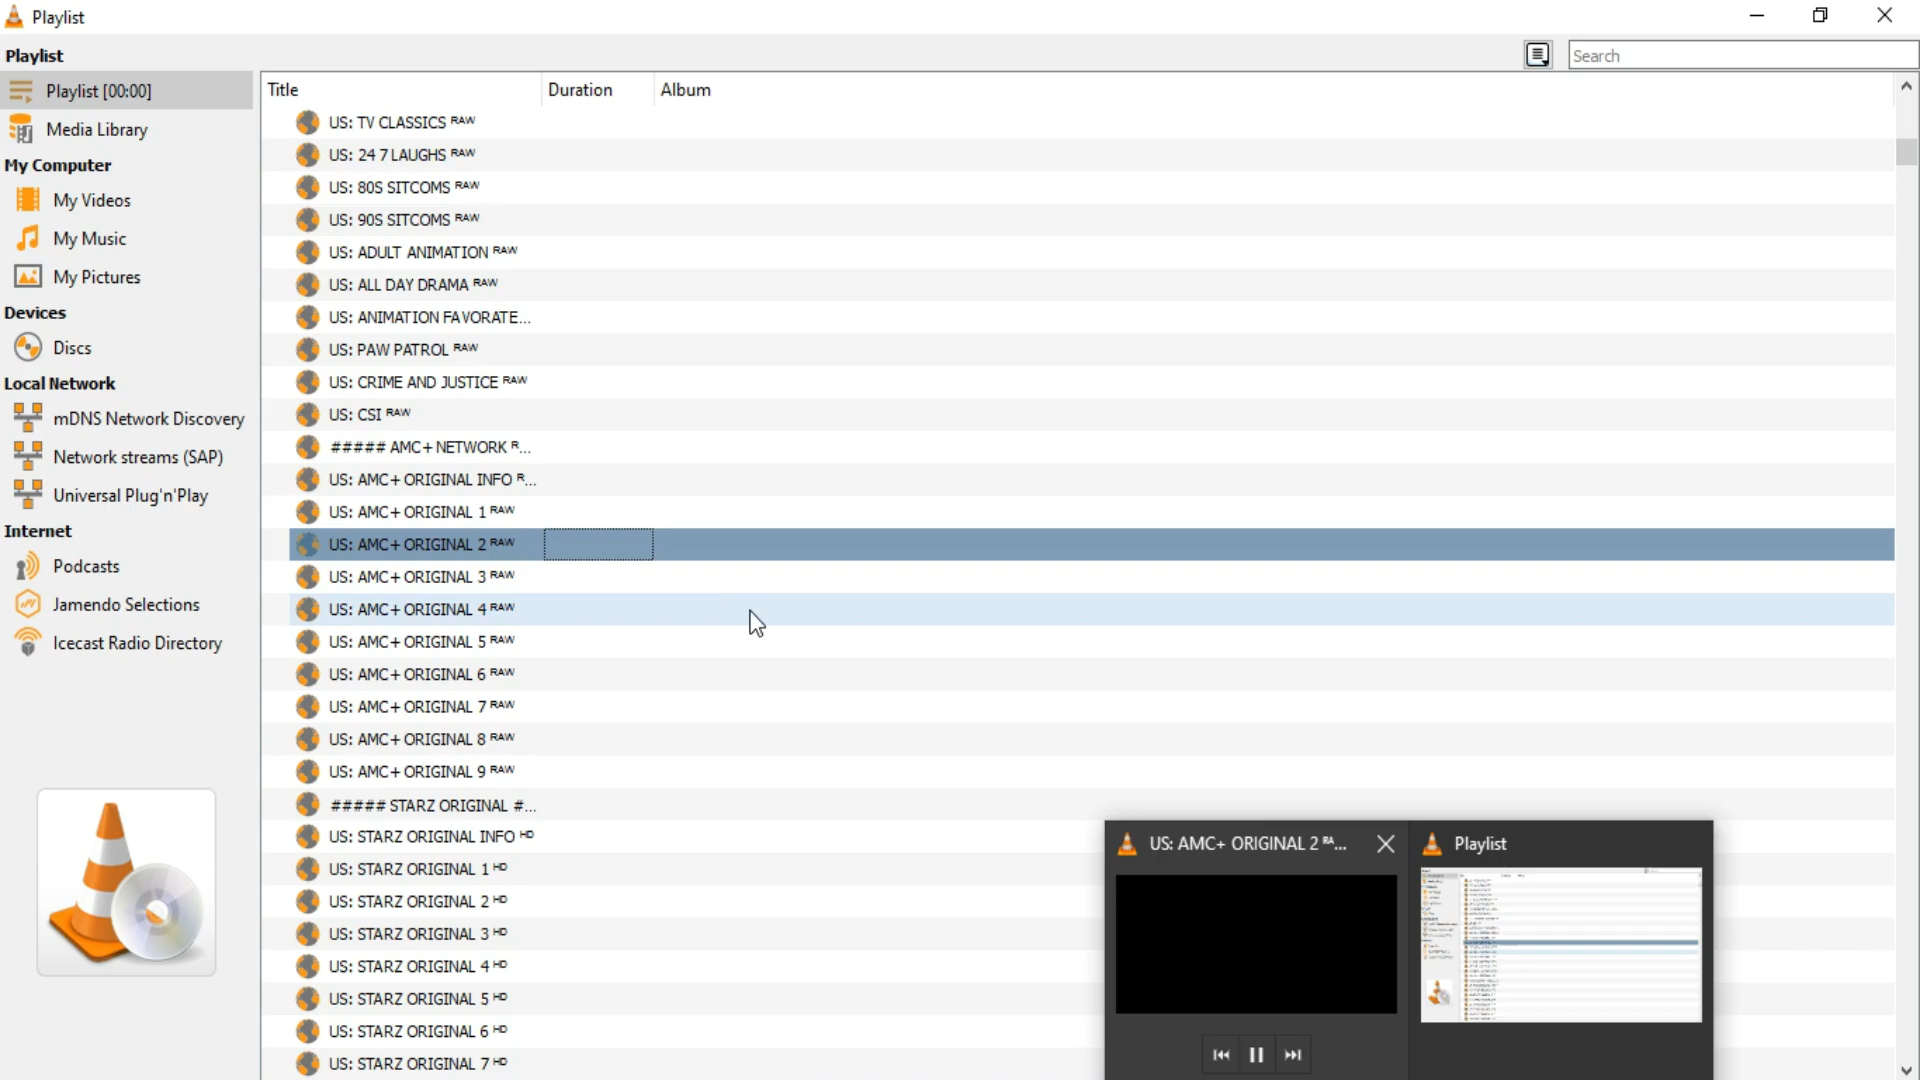 Playlist
Playlist
Search
Playlist [00:00]
Media Library
My Computer
My Videos
My Music
My Pictures
Devices
Discs
Local Network
mDNS Network Discovery
Network streams (SAP)
Universal Plug'n'Play
Internet
Podcasts
Jamendo Selections
Icecast Radio Directory
Title Duration Album
US: TV CLASSICS ᴿᴬᵂ
US: 24 7 LAUGHS ᴿᴬᵂ
US: 80S SITCOMS ᴿᴬᵂ
US: 90S SITCOMS ᴿᴬᵂ
US: ADULT ANIMATION ᴿᴬᵂ
US: ALL DAY DRAMA ᴿᴬᵂ
US: ANIMATION FAVORATE...
US: PAW PATROL ᴿᴬᵂ
US: CRIME AND JUSTICE ᴿᴬᵂ
US: CSI ᴿᴬᵂ
##### AMC+ NETWORK ᴿ...
US: AMC+ ORIGINAL INFO ᴿ...
US: AMC+ ORIGINAL 1 ᴿᴬᵂ
US: AMC+ ORIGINAL 2 ᴿᴬᵂ
US: AMC+ ORIGINAL 3 ᴿᴬᵂ
US: AMC+ ORIGINAL 4 ᴿᴬᵂ
US: AMC+ ORIGINAL 5 ᴿᴬᵂ
US: AMC+ ORIGINAL 6 ᴿᴬᵂ
US: AMC+ ORIGINAL 7 ᴿᴬᵂ
US: AMC+ ORIGINAL 8 ᴿᴬᵂ
US: AMC+ ORIGINAL 9 ᴿᴬᵂ
##### STARZ ORIGINAL #...
US: STARZ ORIGINAL INFO ᴴᴰ
US: STARZ ORIGINAL 1 ᴴᴰ
US: STARZ ORIGINAL 2 ᴴᴰ
US: STARZ ORIGINAL 3 ᴴᴰ
US: STARZ ORIGINAL 4 ᴴᴰ
US: STARZ ORIGINAL 5 ᴴᴰ
US: STARZ ORIGINAL 6 ᴴᴰ
US: STARZ ORIGINAL 7 ᴴᴰ
US: AMC+ ORIGINAL 2 ᴿᴬ...
Playlist